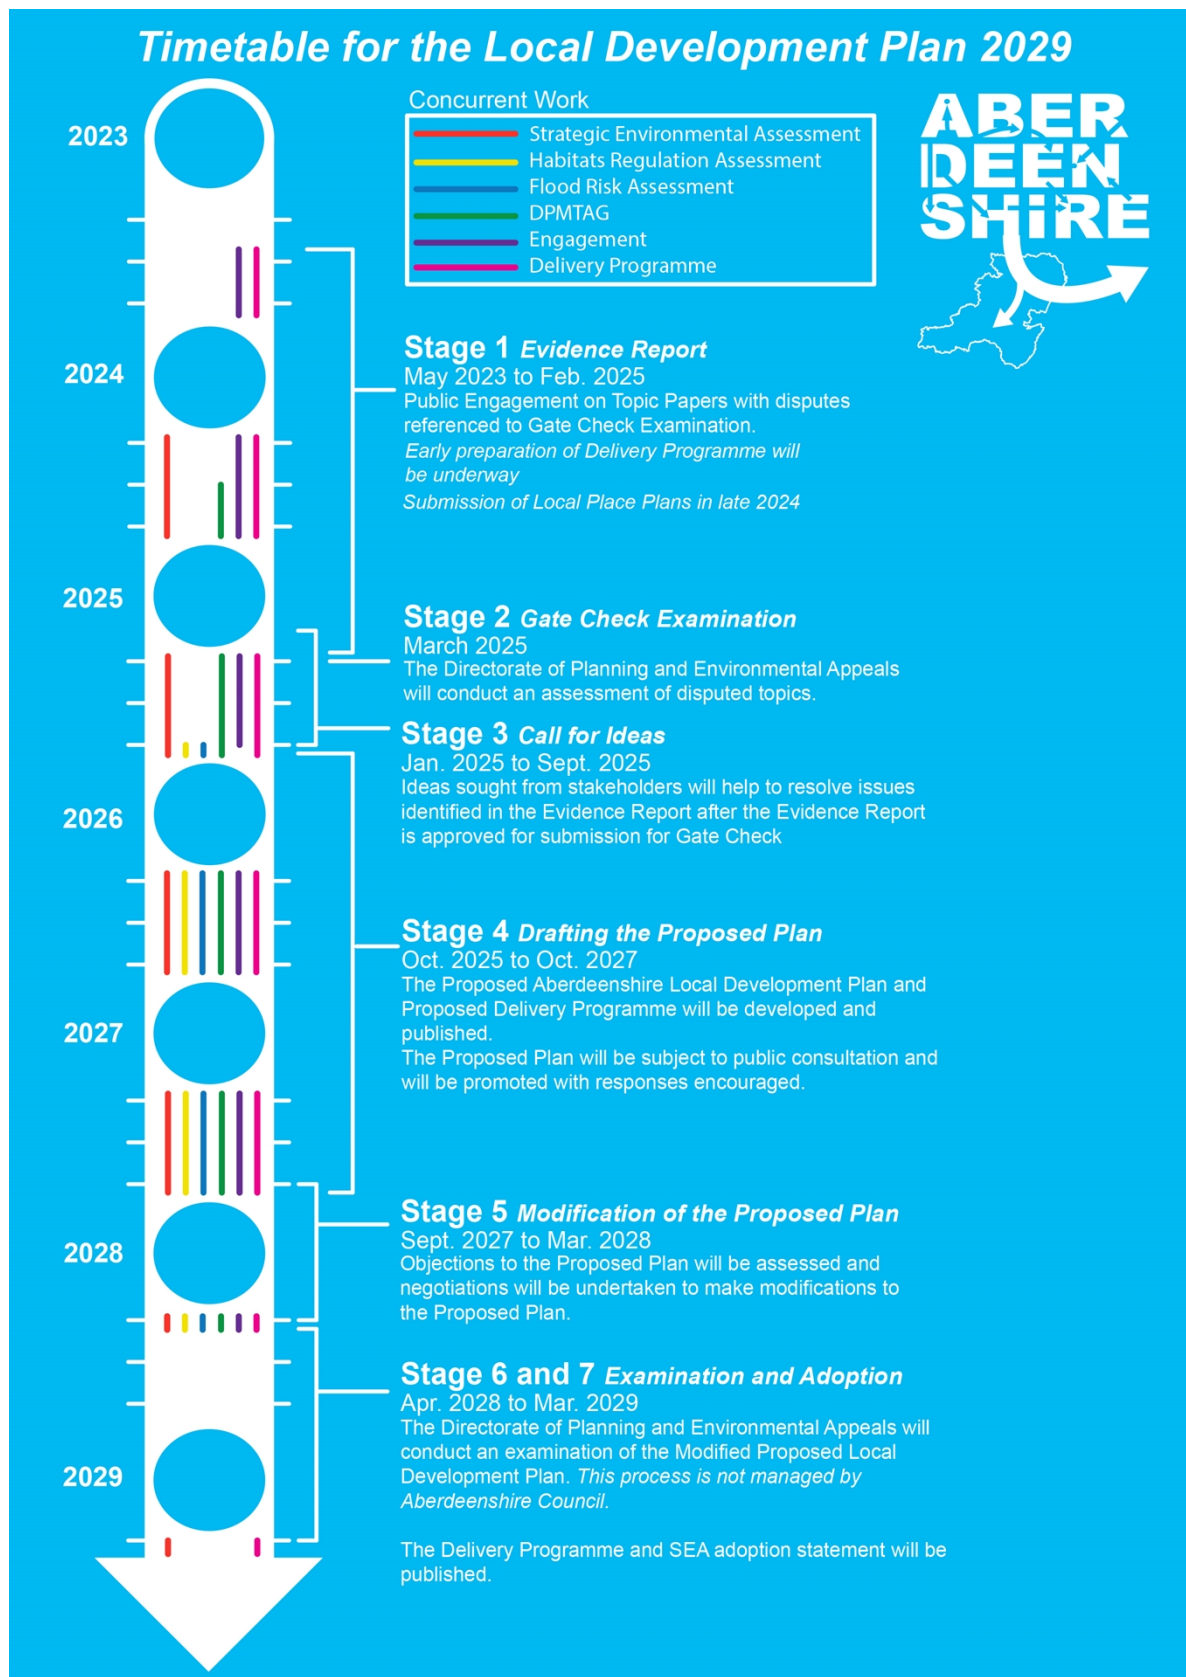 Timetable for the Local Development Plan 2029
Concurrent Work
Strategic Environmental Assessment
Habitats Regulation Assessment
Flood Risk Assessment
DPMTAG
Engagement
Delivery Programme
ABER
DEEN
SHIRE
2023
2024
Stage 1 Evidence Report
May 2023 to Feb. 2025
Public Engagement on Topic Papers with disputes
referenced to Gate Check Examination.
Early preparation of Delivery Programme will
be underway
Submission of Local Place Plans in late 2024
2025
Stage 2 Gate Check Examination
March 2025
The Directorate of Planning and Environmental Appeals
will conduct an assessment of disputed topics.
Stage 3 Call for Ideas
Jan. 2025 to Sept. 2025
Ideas sought from stakeholders will help to resolve issues
identified in the Evidence Report after the Evidence Report
is approved for submission for Gate Check
2026
Stage 4 Drafting the Proposed Plan
Oct. 2025 to Oct. 2027
The Proposed Aberdeenshire Local Development Plan and
Proposed Delivery Programme will be developed and
published.
The Proposed Plan will be subject to public consultation and
will be promoted with responses encouraged.
2027
Stage 5 Modification of the Proposed Plan
Sept. 2027 to Mar. 2028
Objections to the Proposed Plan will be assessed and
negotiations will be undertaken to make modifications to
the Proposed Plan.
2028
Stage 6 and 7 Examination and Adoption
Apr. 2028 to Mar. 2029
The Directorate of Planning and Environmental Appeals will
conduct an examination of the Modified Proposed Local
Development Plan. This process is not managed by
Aberdeenshire Council.
2029
The Delivery Programme and SEA adoption statement will be
published.